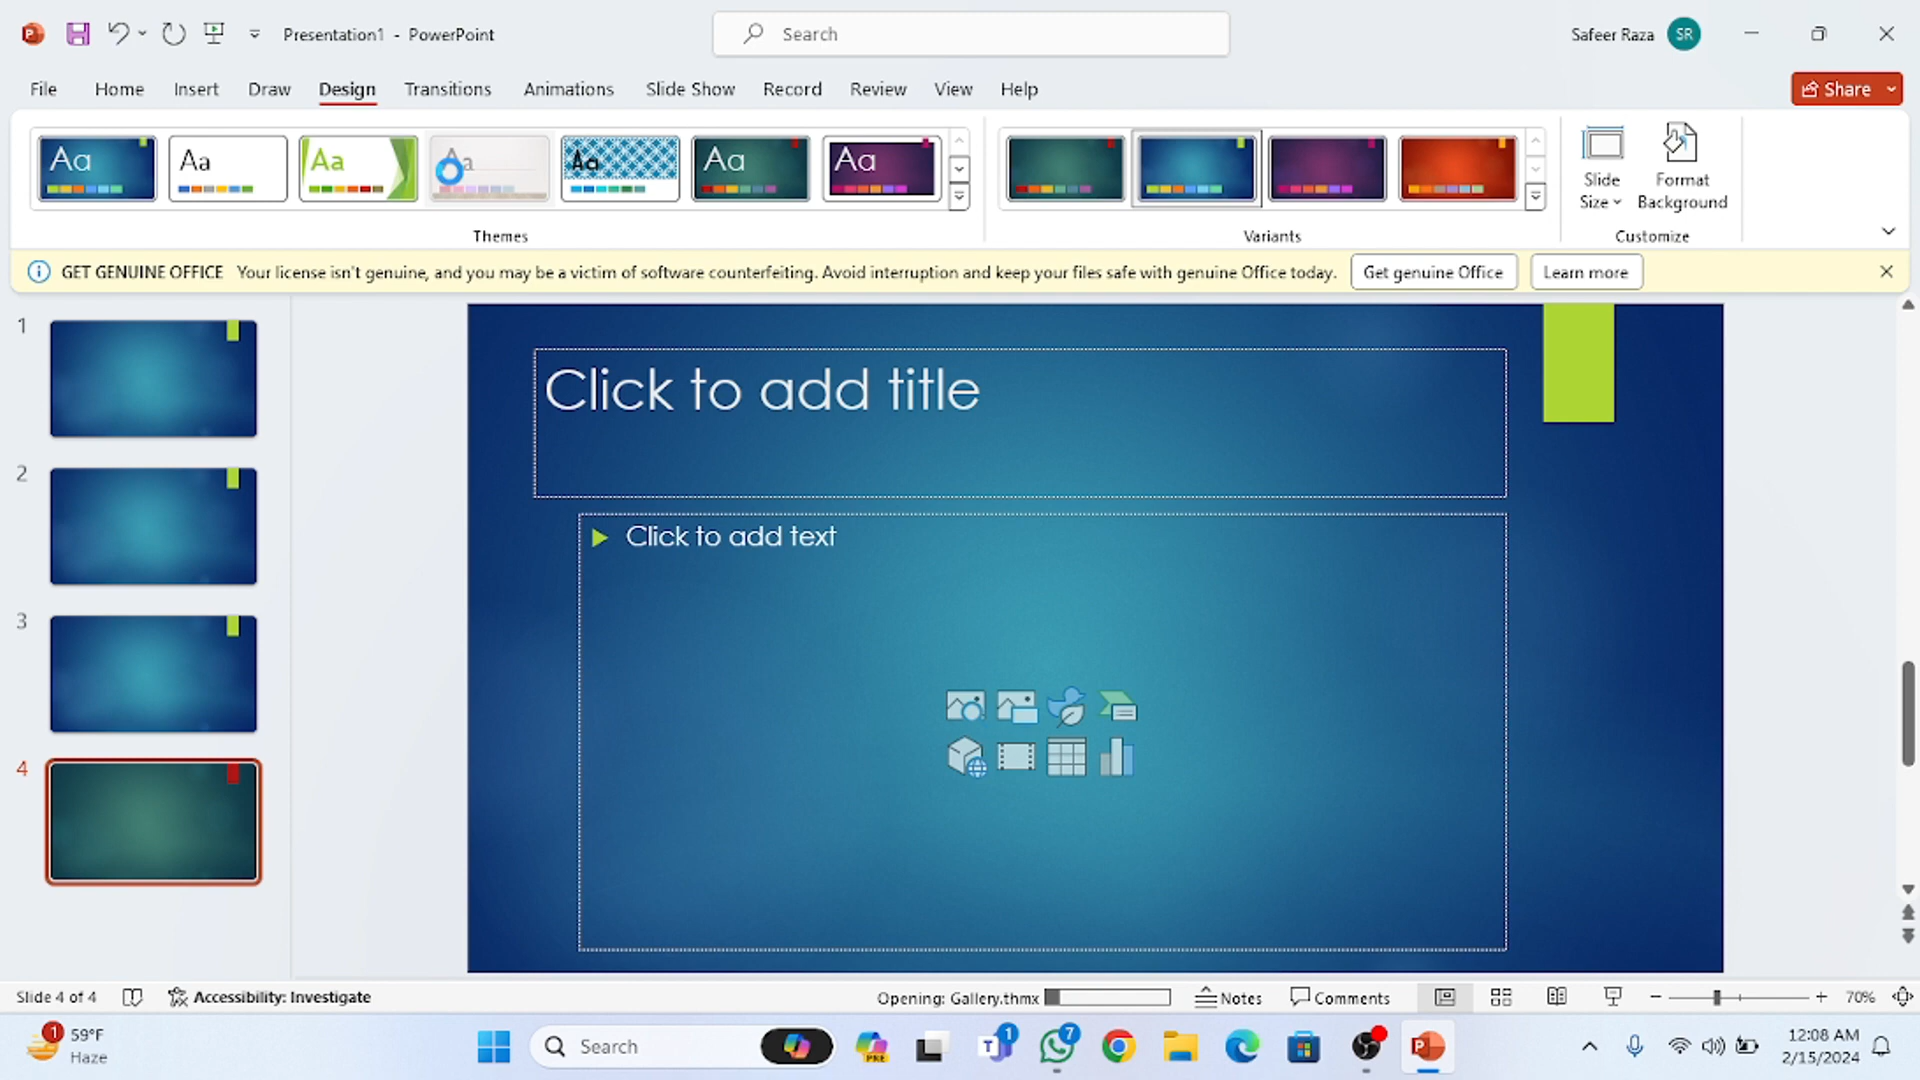 Presentation1 - PowerPoint
Search
Safeer Raza
SR
File
Home
Insert
Draw
Design
Transitions
Animations
Slide Show
Record
Review
View
Help
Share
Aa
Aa
Aa
Aa
Aa
Aa
Aa
Slide
Size
Format
Background
Themes
Variants
Customize
GET GENUINE OFFICE Your license isn't genuine, and you may be a victim of software counterfeiting. Avoid interruption and keep your files safe with genuine Office today.
Get genuine Office
Learn more
1
2
3
4
Click to add title
Click to add text
Slide 4 of 4
Accessibility: Investigate
Opening: Gallery.thmx
Notes
Comments
70%
1
59°F
Haze
Search
PRE
T
1
7
P
12:08 AM
2/15/2024